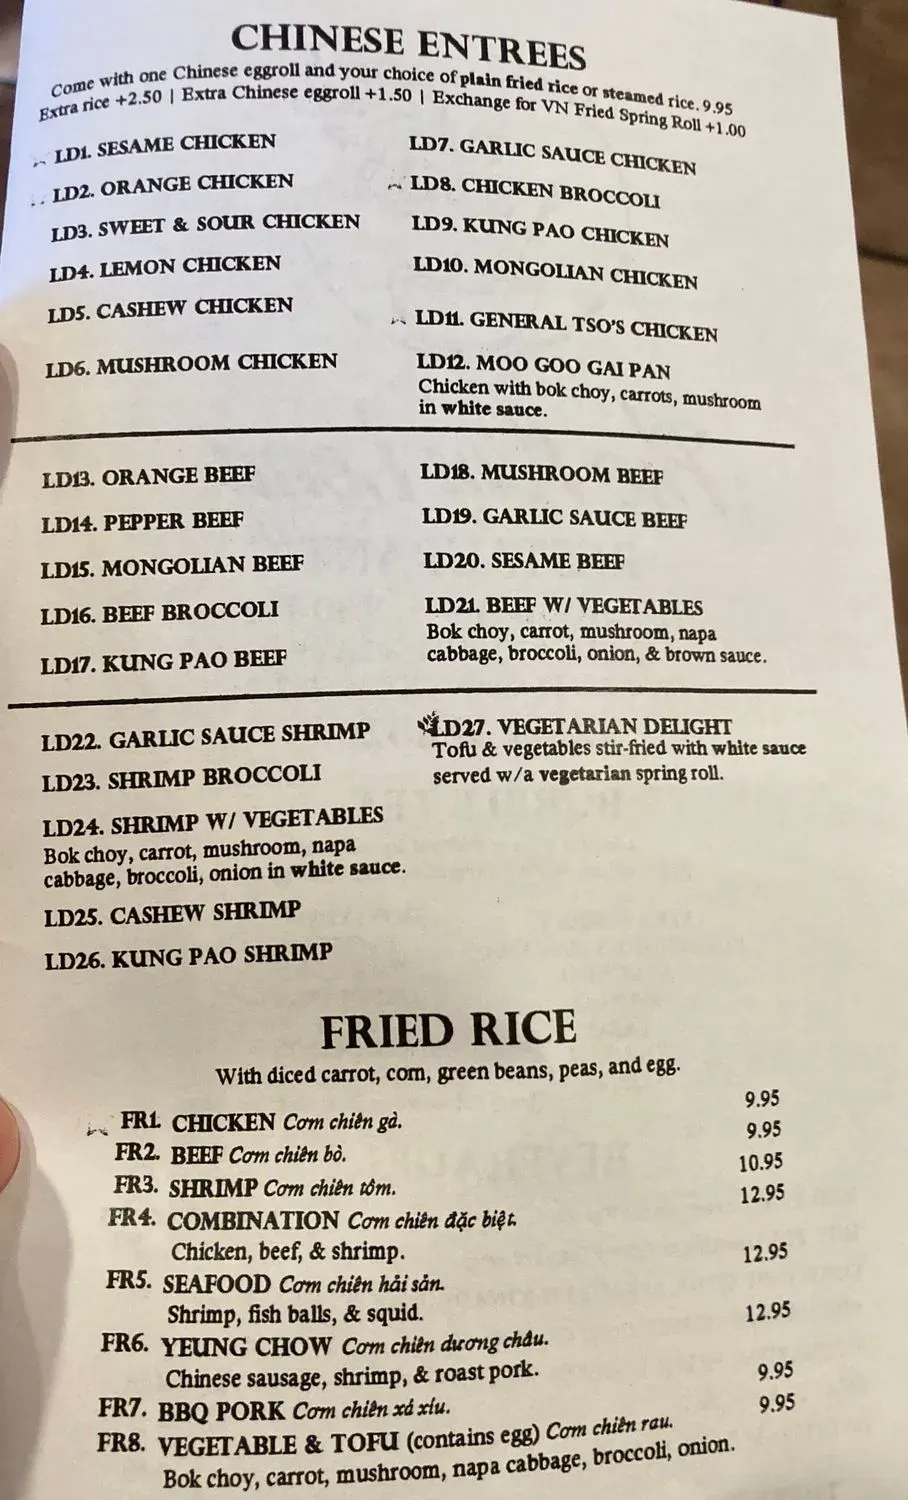 CHINESE ENTREES
Come with one Chinese eggroll and your choice of plain fried rice or steamed rice. 9.95
Extra rice +2.50 | Extra Chinese eggroll +1.50 | Exchange for VN Fried Spring Roll +1.00
LD1. SESAME CHICKEN
LD2. ORANGE CHICKEN
LD3. SWEET & SOUR CHICKEN
LD4. LEMON CHICKEN
LD5. CASHEW CHICKEN
LD6. MUSHROOM CHICKEN
LD7. GARLIC SAUCE CHICKEN
LD8. CHICKEN BROCCOLI
LD9. KUNG PAO CHICKEN
LD10. MONGOLIAN CHICKEN
LD11. GENERAL TSO'S CHICKEN
LD12. MOO GOO GAI PAN
Chicken with bok choy, carrots, mushroom
in white sauce.
LD13. ORANGE BEEF
LD14. PEPPER BEEF
LD15. MONGOLIAN BEEF
LD16. BEEF BROCCOLI
LD17. KUNG PAO BEEF
LD18. MUSHROOM BEEF
LD19. GARLIC SAUCE BEEF
LD20. SESAME BEEF
LD21. BEEF W/ VEGETABLES
Bok choy, carrot, mushroom, napa
cabbage, broccoli, onion, & brown sauce.
LD22. GARLIC SAUCE SHRIMP
LD23. SHRIMP BROCCOLI
LD24. SHRIMP W/ VEGETABLES
Bok choy, carrot, mushroom, napa
cabbage, broccoli, onion in white sauce.
LD25. CASHEW SHRIMP
LD26. KUNG PAO SHRIMP
LD27. VEGETARIAN DELIGHT
Tofu & vegetables stir-fried with white sauce
served w/a vegetarian spring roll.
FRIED RICE
With diced carrot, corn, green beans, peas, and egg.
FR1. CHICKEN Cơm chiên gà. 9.95
FR2. BEEF Cơm chiên bò. 9.95
FR3. SHRIMP Cơm chiên tôm. 10.95
FR4. COMBINATION Cơm chiên đặc biệt. 12.95
Chicken, beef, & shrimp.
FR5. SEAFOOD Cơm chiên hải sản. 12.95
Shrimp, fish balls, & squid.
FR6. YEUNG CHOW Cơm chiên dương châu. 12.95
Chinese sausage, shrimp, & roast pork.
FR7. BBQ PORK Cơm chiên xá xíu. 9.95
FR8. VEGETABLE & TOFU (contains egg) Cơm chiên rau. 9.95
Bok choy, carrot, mushroom, napa cabbage, broccoli, onion.